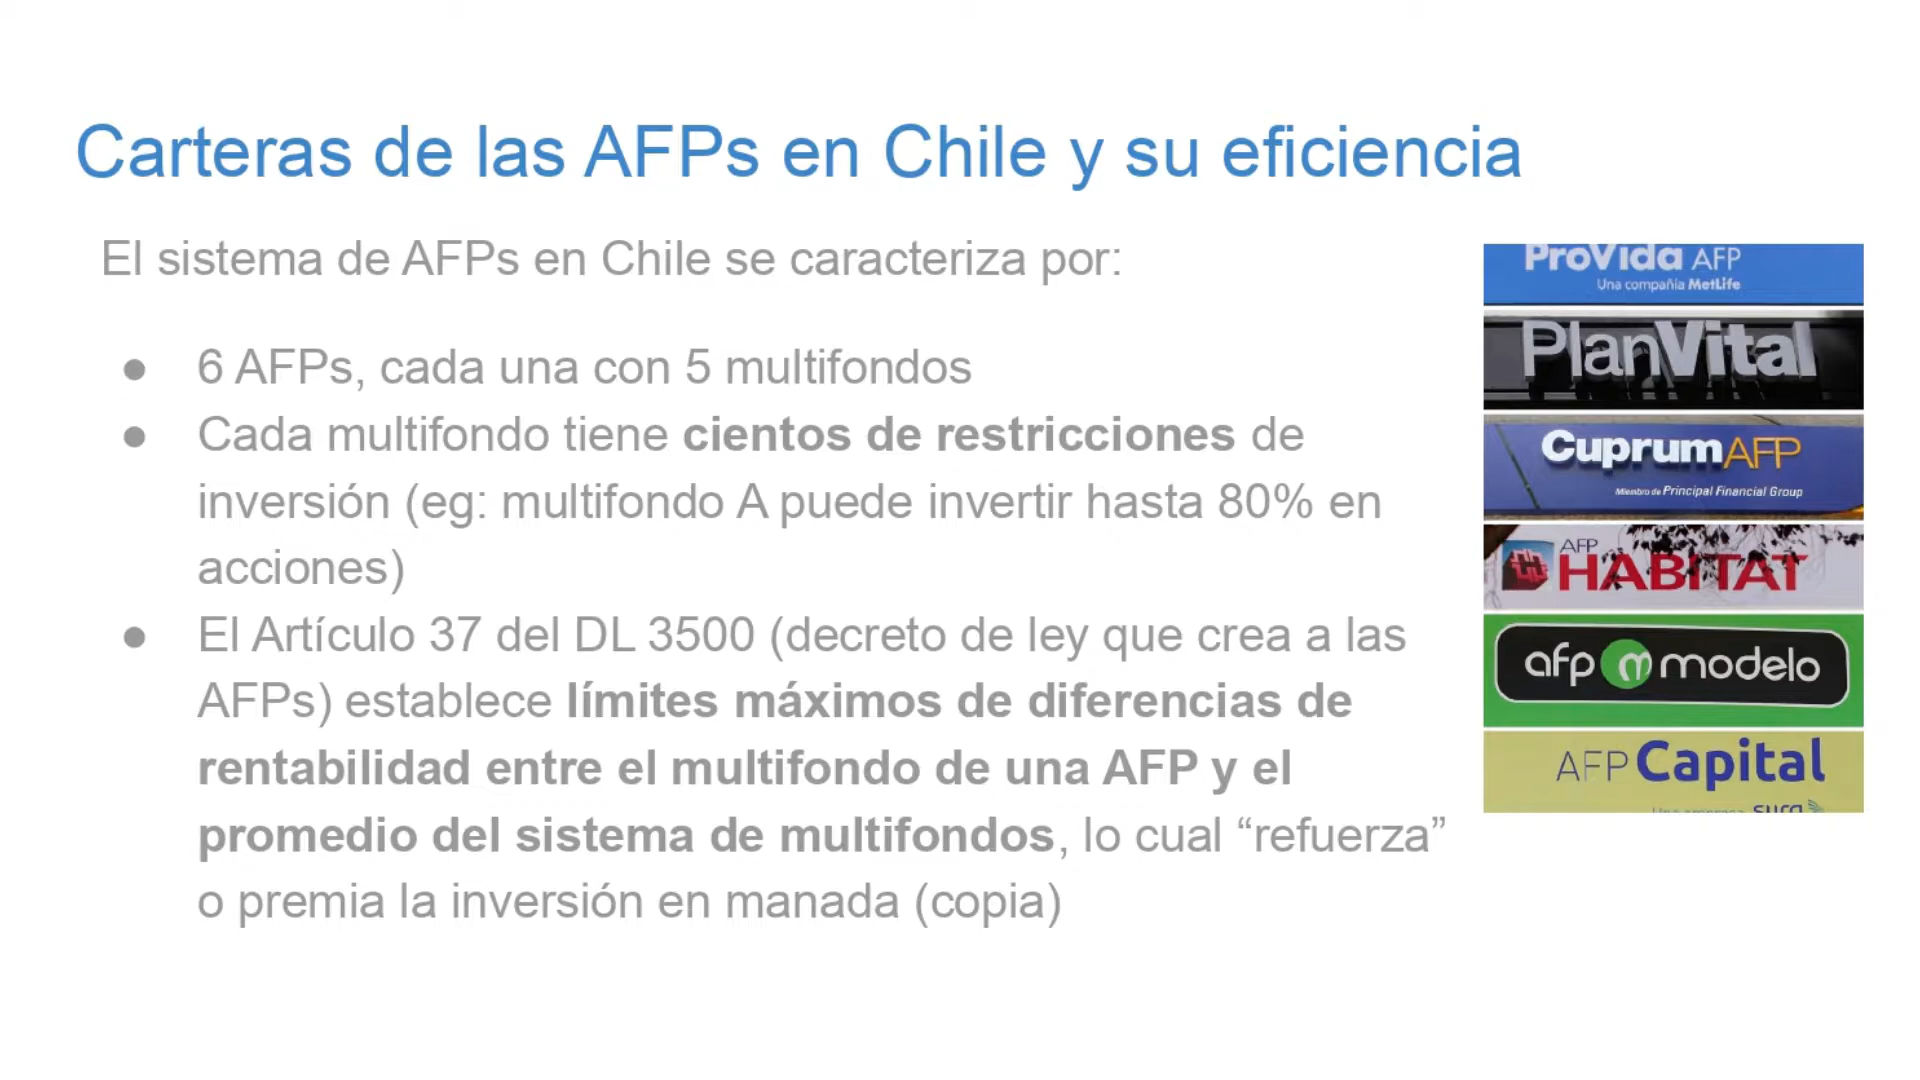 Carteras de las AFPs en Chile y su eficiencia
El sistema de AFPs en Chile se caracteriza por:
● 6 AFPs, cada una con 5 multifondos
● Cada multifondo tiene cientos de restricciones de
inversión (eg: multifondo A puede invertir hasta 80% en
acciones)
● El Artículo 37 del DL 3500 (decreto de ley que crea a las
AFPs) establece límites máximos de diferencias de
rentabilidad entre el multifondo de una AFP y el
promedio del sistema de multifondos, lo cual “refuerza”
o premia la inversión en manada (copia)
ProVida AFP
Una compañía MetLife
PlanVital
Cuprum AFP
Miembro de Principal Financial Group
AFP
HABITAT
afp m modelo
AFP Capital
sura